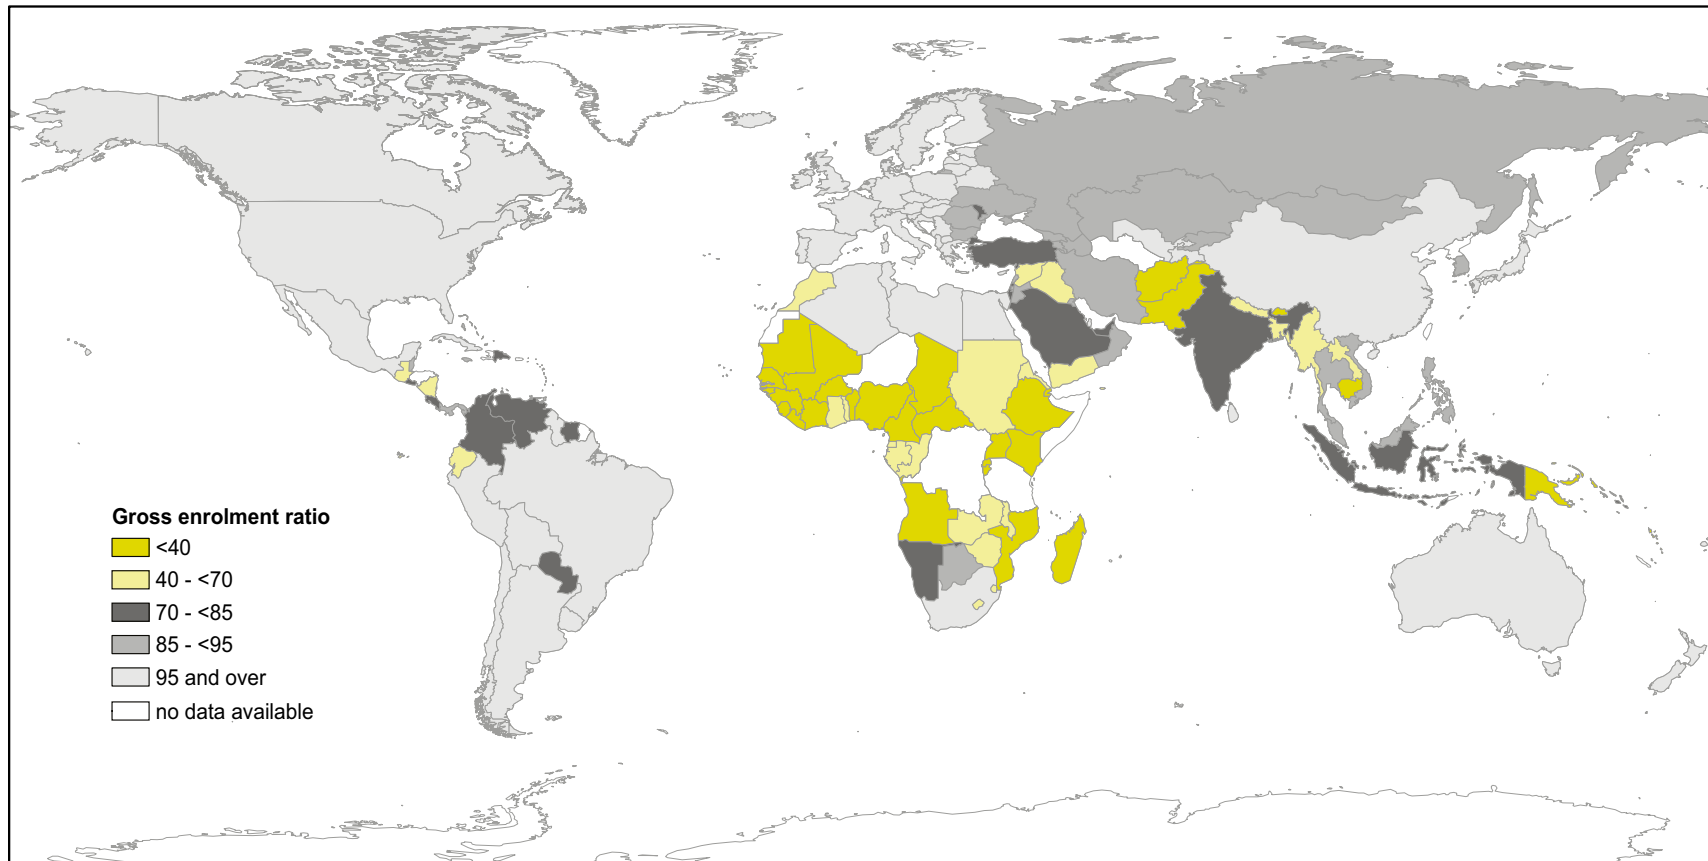 Gross enrolment ratio
<40
40 - <70
70 - <85
85 - <95
95 and over
no data available